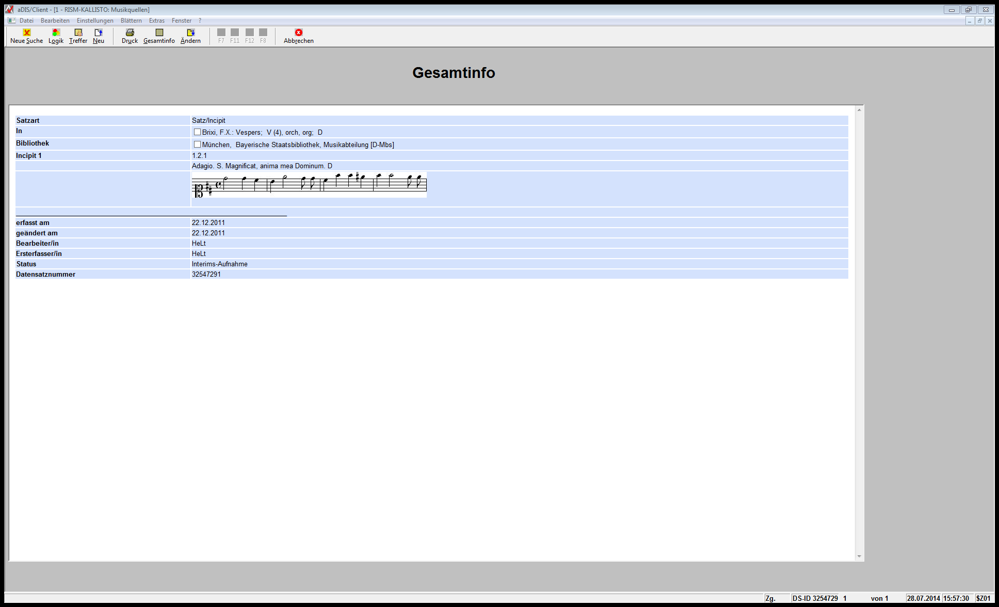 aDIS/Client - [1 - RISM-KALLISTO: Musikquellen]
Datei Bearbeiten Einstellungen Blättern Extras Fenster ?
Neue Suche Logik Treffer Neu Druck Gesamtinfo Ändern F7 F11 F12 F8 Abbrechen
Gesamtinfo
Satzart Satz/Incipit
In Brixi, F.X.: Vespers; V (4), orch, org; D
Bibliothek München, Bayerische Staatsbibliothek, Musikabteilung [D-Mbs]
Incipit 1 1.2.1
Adagio. S. Magnificat, anima mea Dominum. D
erfasst am 22.12.2011
geändert am 22.12.2011
Bearbeiter/in HeLt
Ersterfasser/in HeLt
Status Interims-Aufnahme
Datensatznummer 32547291
Zg. DS-ID 3254729 1 von 1 28.07.2014 15:57:30 $Z01